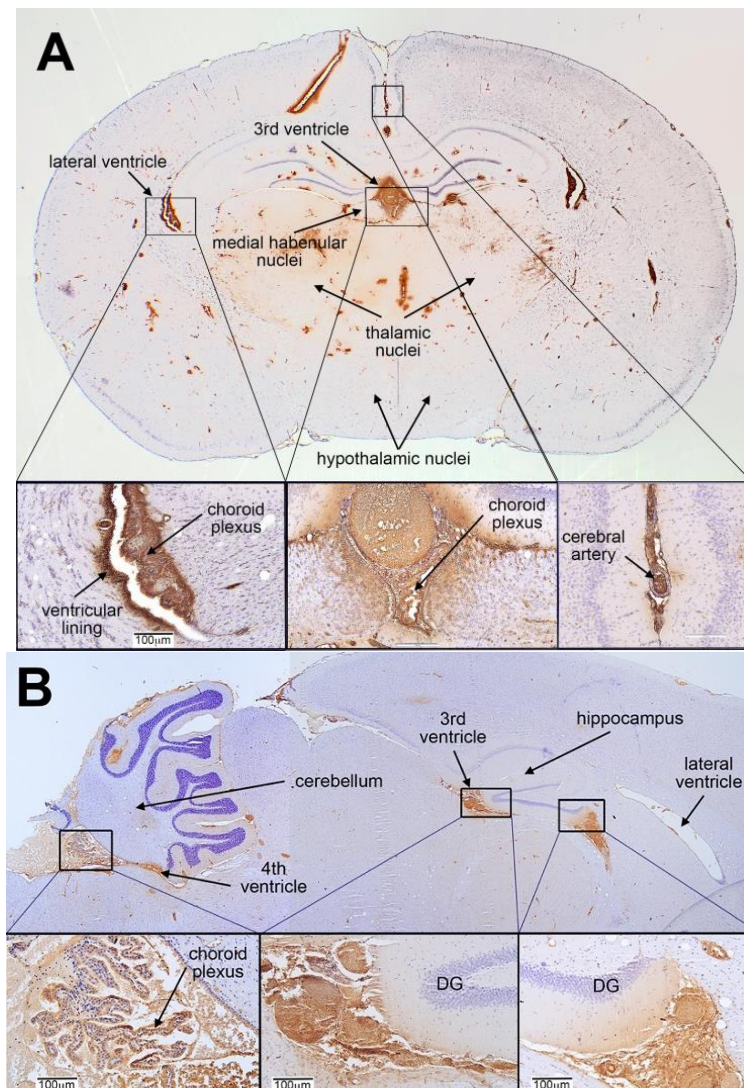 A
3rd ventricle
lateral ventricle
medial habenular
nuclei
thalamic
nuclei
hypothalamic nuclei
choroid
plexus
ventricular
lining
100µm
choroid
plexus
cerebral
artery
B
3rd
ventricle
hippocampus
lateral
ventricle
cerebellum
4th
ventricle
choroid
plexus
100µm
DG
100µm
DG
100µm